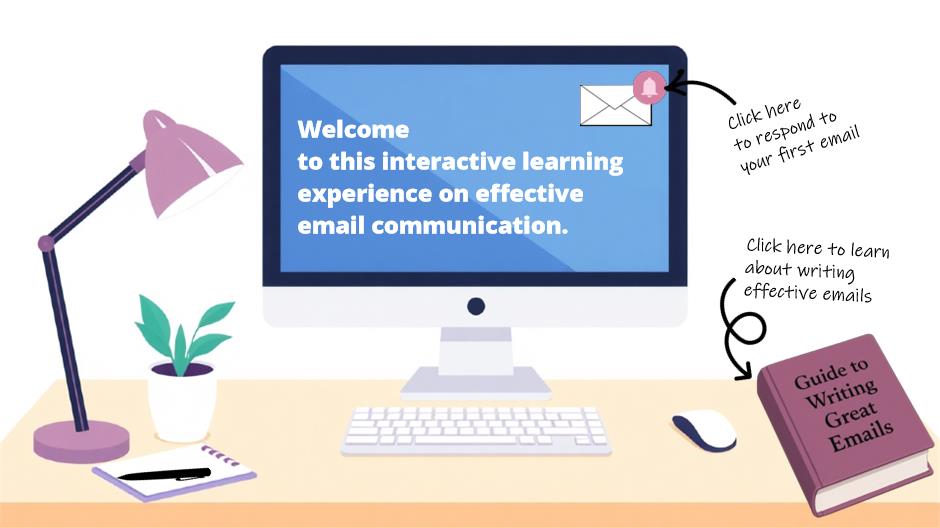 Welcome
to this interactive learning
experience on effective
email communication.
Click here
to respond to
your first email
Click here to learn
about writing
effective emails
Guide to
Writing
Great
Emails